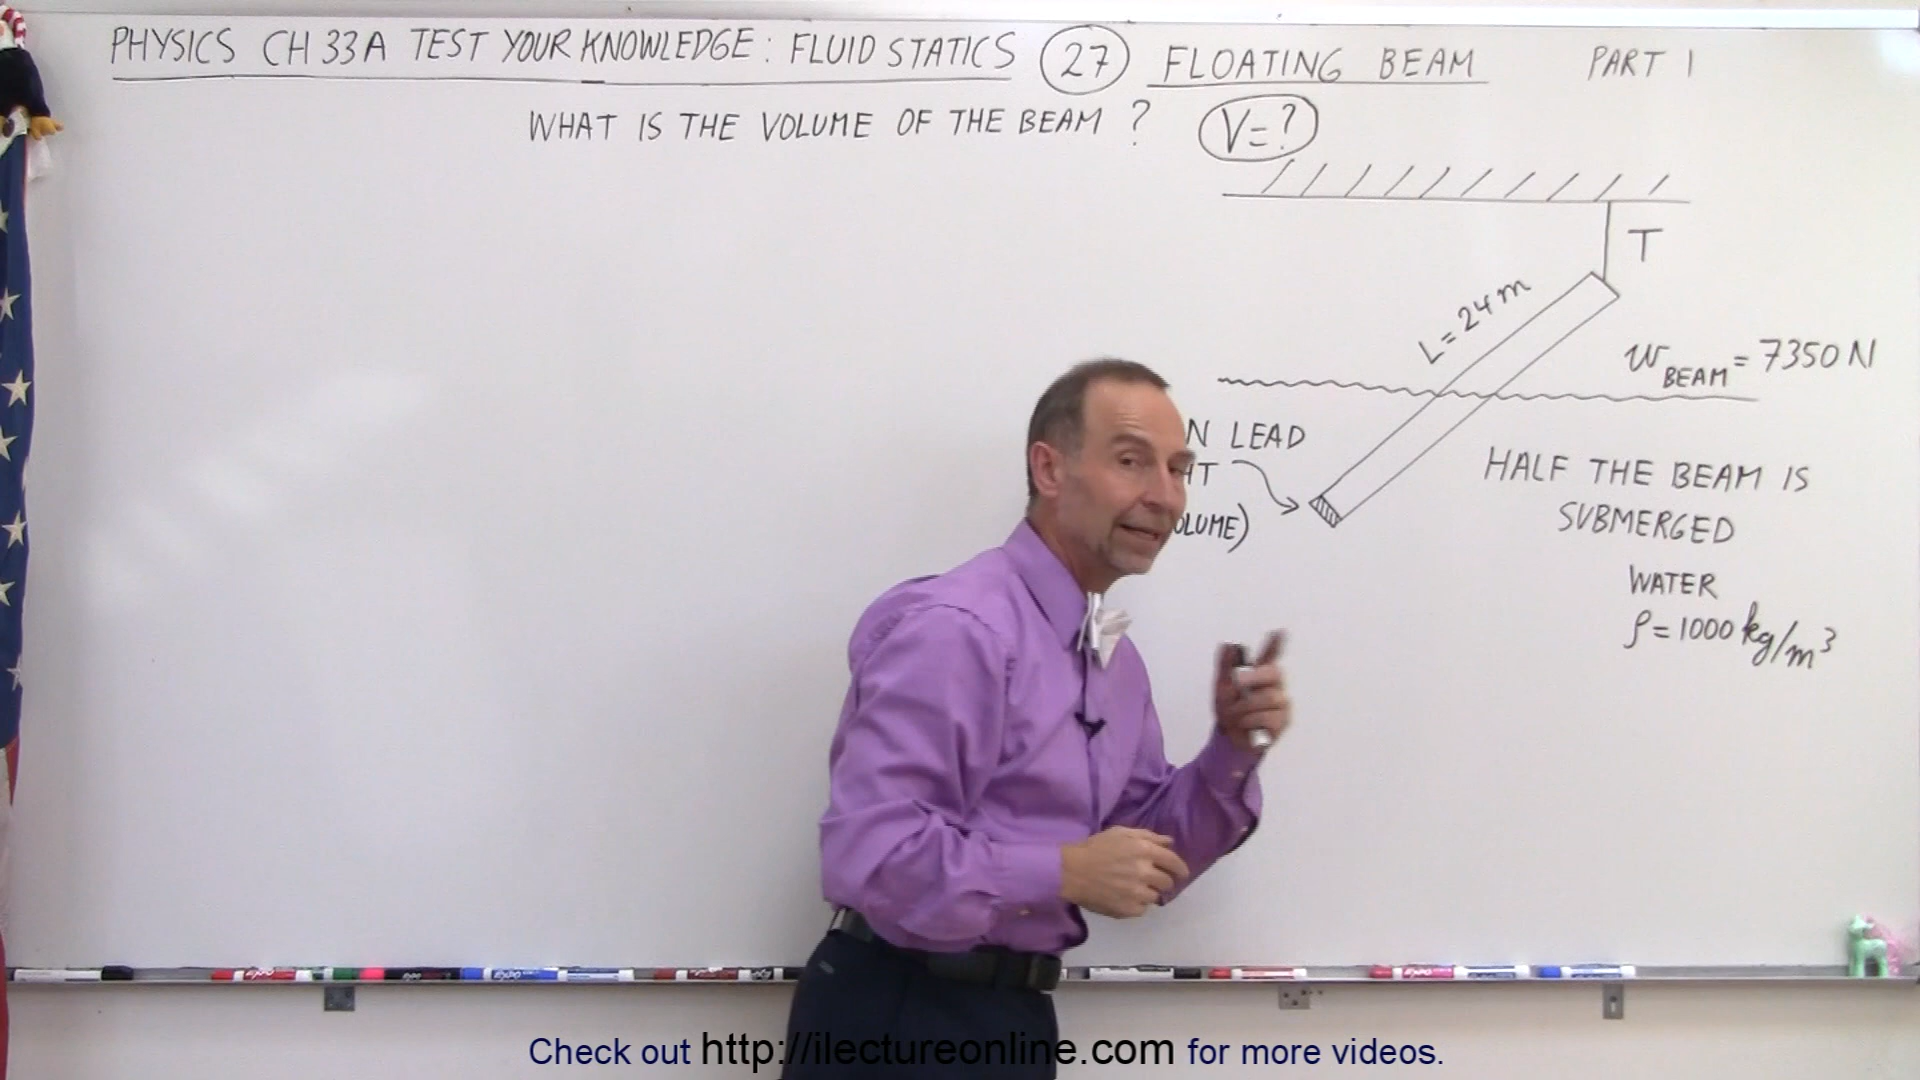 PHYSICS CH 33A TEST YOUR KNOWLEDGE: FLUID STATICS 27 FLOATING BEAM PART 1
WHAT IS THE VOLUME OF THE BEAM? V=?
T
L = 24 m
W BEAM = 7350 N
N LEAD
HT
OLUME)
HALF THE BEAM IS
SUBMERGED
WATER
ρ = 1000 kg/m³
Check out http://ilectureonline.com for more videos.